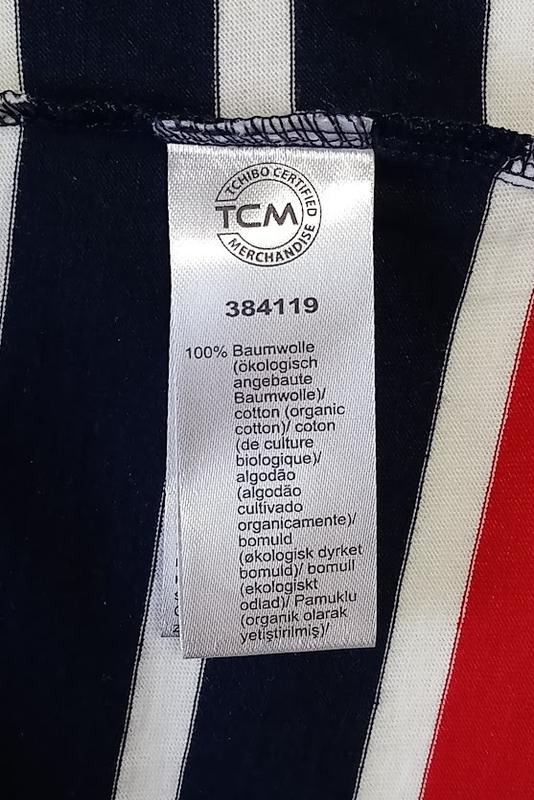 TCHIBO CERTIFIED
TCM
MERCHANDISE
384119
100% Baumwolle
(ökologisch
angebaute
Baumwolle)/
cotton (organic
cotton)/ coton
(de culture
biologique)/
algodão
(algodão
cultivado
organicamente)/
bomuld
(økologisk dyrket
bomuld)/ bomull
(ekologiskt
odlad)/ Pamuklu
(organik olarak
yetiştirilmiş)/